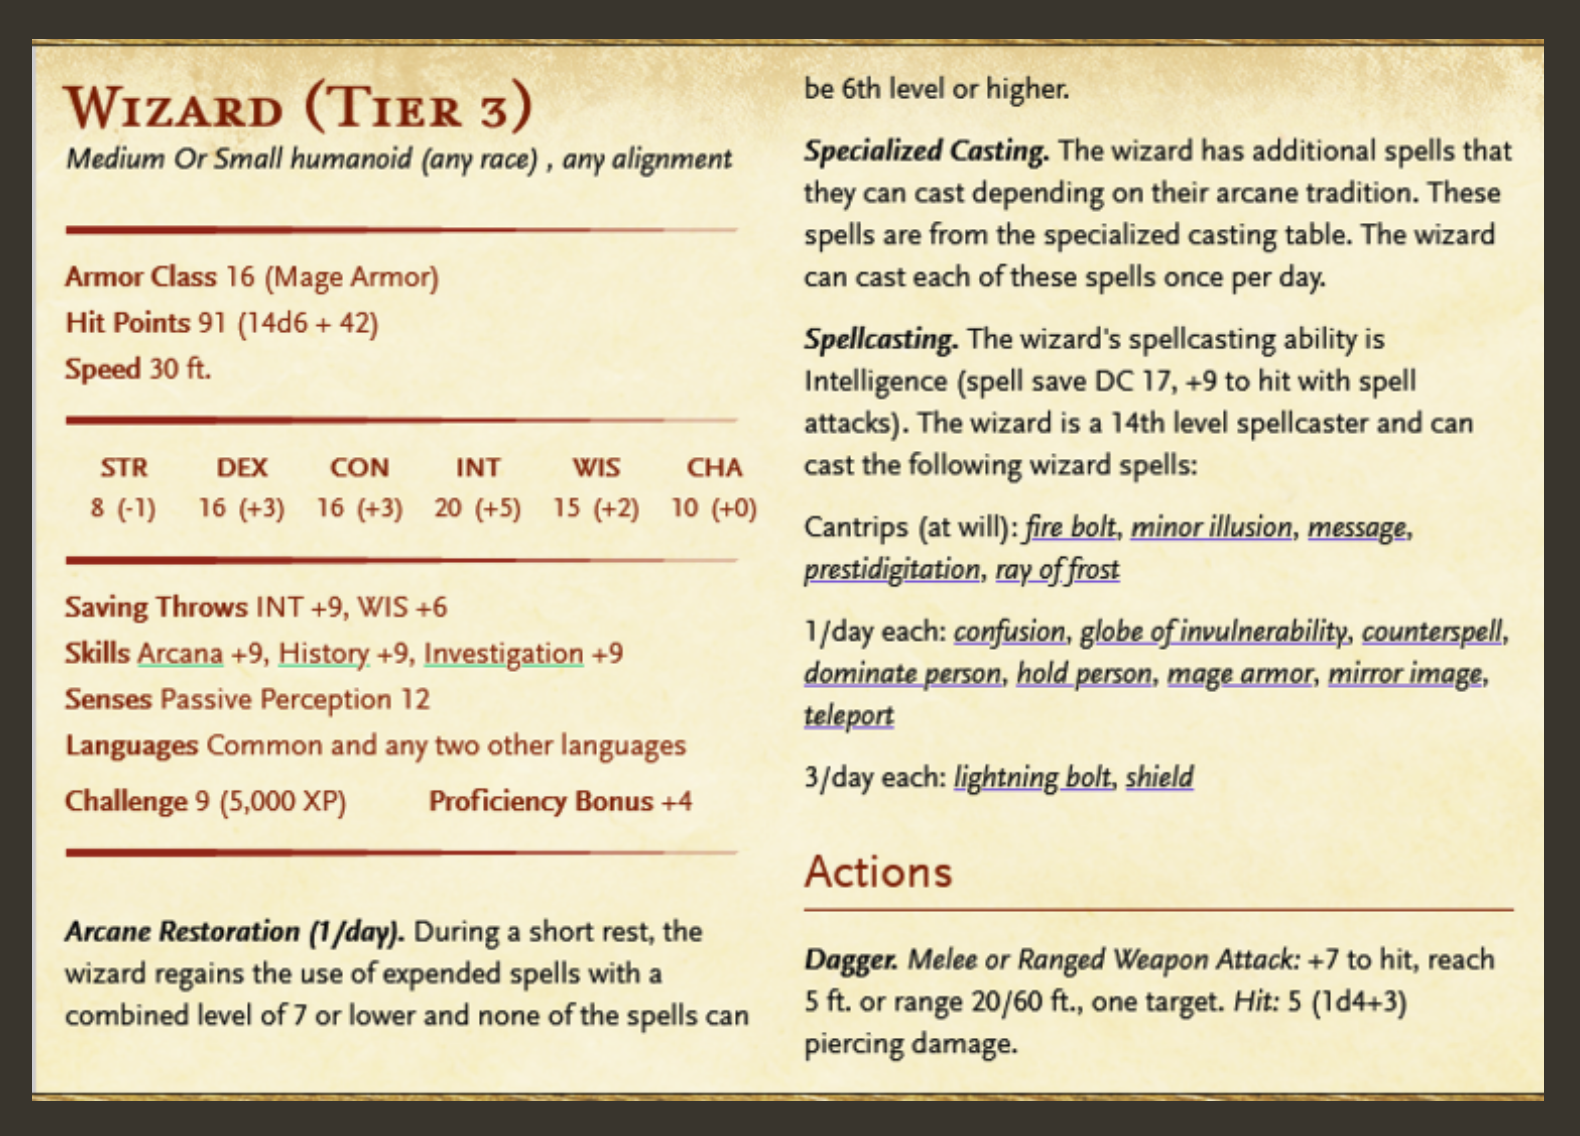 Wizard (Tier 3)
Medium Or Small humanoid (any race) , any alignment
Armor Class 16 (Mage Armor)
Hit Points 91 (14d6 + 42)
Speed 30 ft.
STR DEX CON INT WIS CHA
8 (-1) 16 (+3) 16 (+3) 20 (+5) 15 (+2) 10 (+0)
Saving Throws INT +9, WIS +6
Skills Arcana +9, History +9, Investigation +9
Senses Passive Perception 12
Languages Common and any two other languages
Challenge 9 (5,000 XP) Proficiency Bonus +4
Arcane Restoration (1/day). During a short rest, the
wizard regains the use of expended spells with a
combined level of 7 or lower and none of the spells can
be 6th level or higher.
Specialized Casting. The wizard has additional spells that
they can cast depending on their arcane tradition. These
spells are from the specialized casting table. The wizard
can cast each of these spells once per day.
Spellcasting. The wizard's spellcasting ability is
Intelligence (spell save DC 17, +9 to hit with spell
attacks). The wizard is a 14th level spellcaster and can
cast the following wizard spells:
Cantrips (at will): fire bolt, minor illusion, message,
prestidigitation, ray of frost
1/day each: confusion, globe of invulnerability, counterspell,
dominate person, hold person, mage armor, mirror image,
teleport
3/day each: lightning bolt, shield
Actions
Dagger. Melee or Ranged Weapon Attack: +7 to hit, reach
5 ft. or range 20/60 ft., one target. Hit: 5 (1d4+3)
piercing damage.